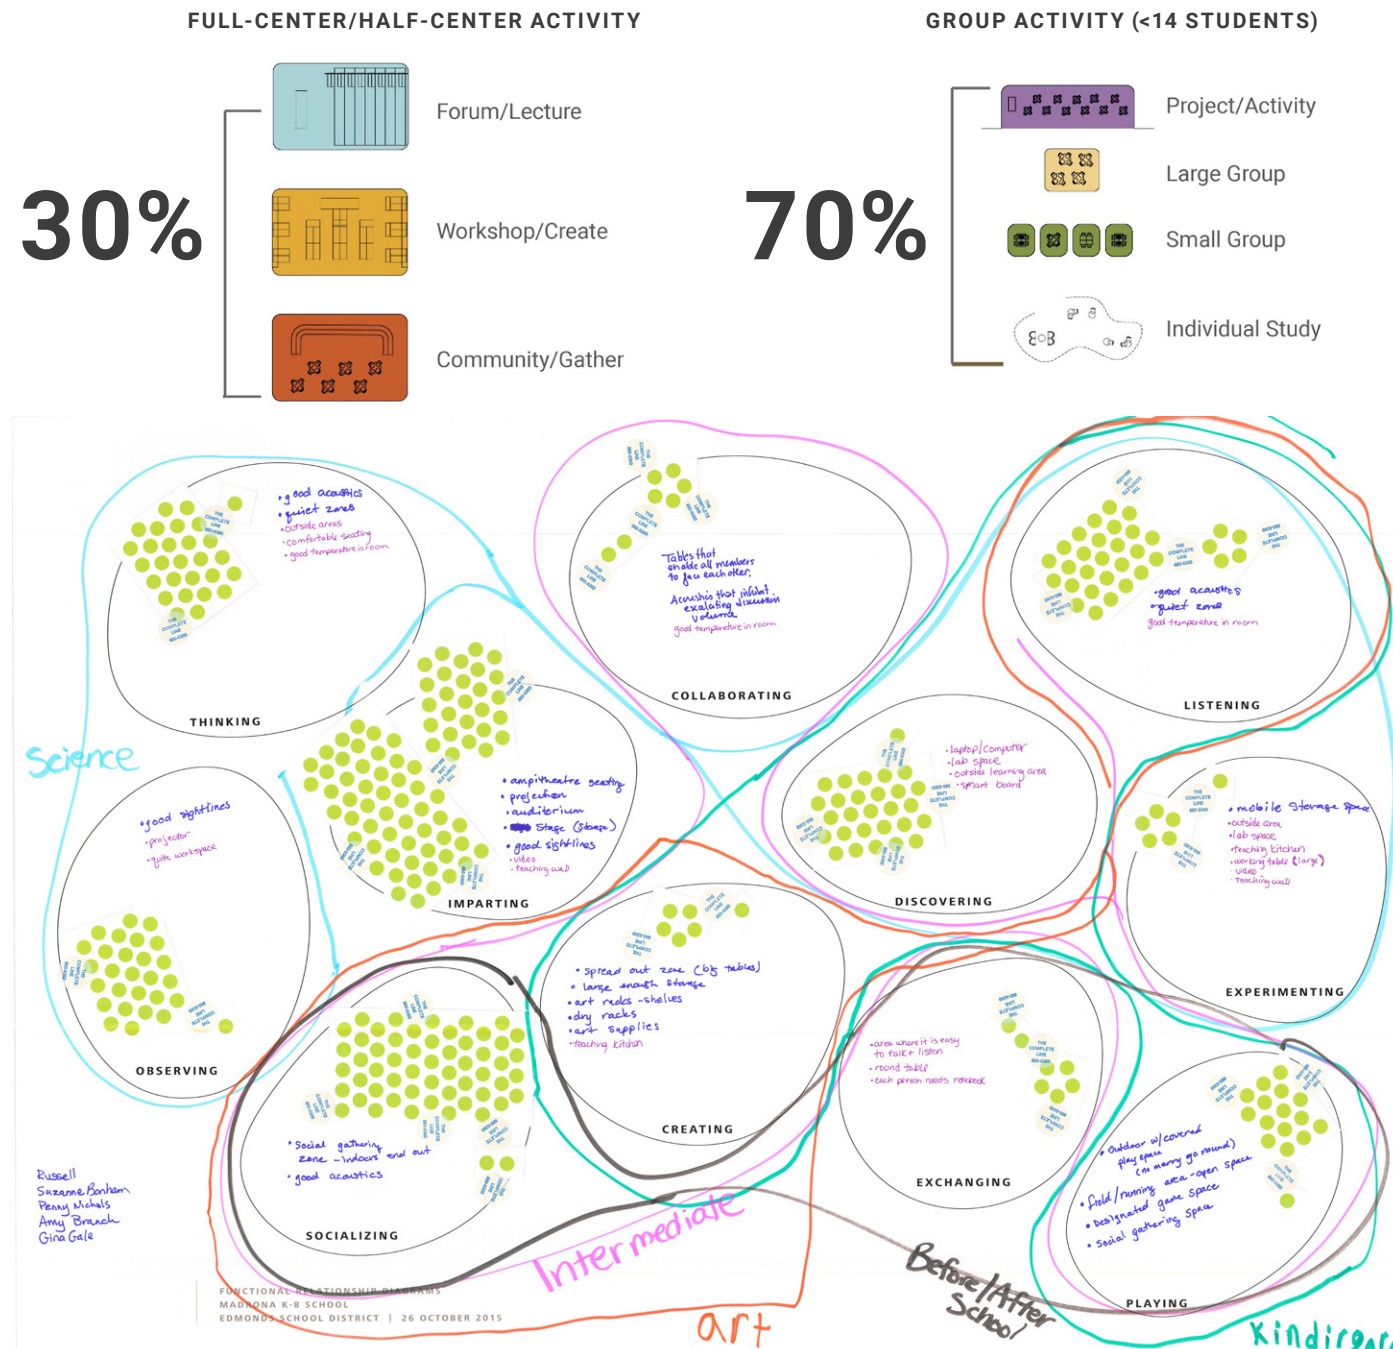 FULL-CENTER/HALF-CENTER ACTIVITY
30%
Forum/Lecture
Workshop/Create
Community/Gather
GROUP ACTIVITY (<14 STUDENTS)
70%
Project/Activity
Large Group
Small Group
Individual Study
• good acoustics
• quiet zones
• outside areas
• comfortable seating
• good temperature in room
THINKING
Tables that
enable all members
to face each other.
Acoustics that inhibit
volume
good temperature in room
COLLABORATING
• good acoustics
• quiet zone
good temperature in room
LISTENING
Science
• good sightlines
• projector
OBSERVING
• ampitheatre seating
• projection
• auditorium
• Stage (Storage)
• good sightlines
• video
• teaching wall
IMPARTING
• laptop/computer
• lab space
• outside learning area
• smart board
DISCOVERING
• mobile Storage space
• outside area
• lab space
• teaching kitchen
• working table (large)
• video
• teaching wall
EXPERIMENTING
• Social gathering
zone - indoors and out
• good acoustics
SOCIALIZING
• spread out zone (big tables)
• large enough storage
• art racks - shelves
• dry racks
• art supplies
• teaching kitchen
CREATING
• area where it is easy
to talk + listen
• round table
• each person needs notebook
EXCHANGING
• Outdoor w/covered
play space
(no marry go round)
• field/running area - open space
• Designated game space
• Social gathering space
PLAYING
Russell
Suzanne Bonham
Penny Nichols
Amy Branch
Gina Gale
Intermediate
art
Before/After
School
FUNCTIONAL RELATIONSHIP DIAGRAMS
MADRONA K-8 SCHOOL
EDMONDS SCHOOL DISTRICT | 26 OCTOBER 2015